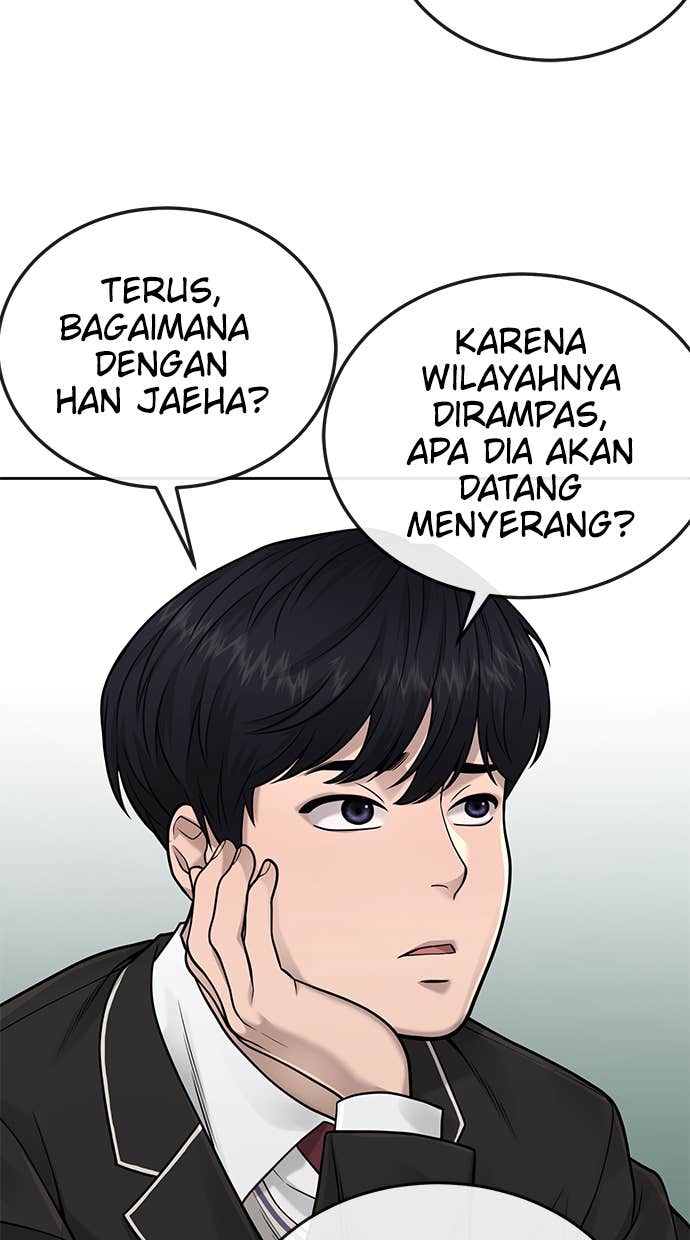 TERUS,
BAGAIMANA
DENGAN
HAN JAEHA?
KARENA
WILAYAHNYA
DIRAMPAS,
APA DIA AKAN
DATANG
MENYERANG?